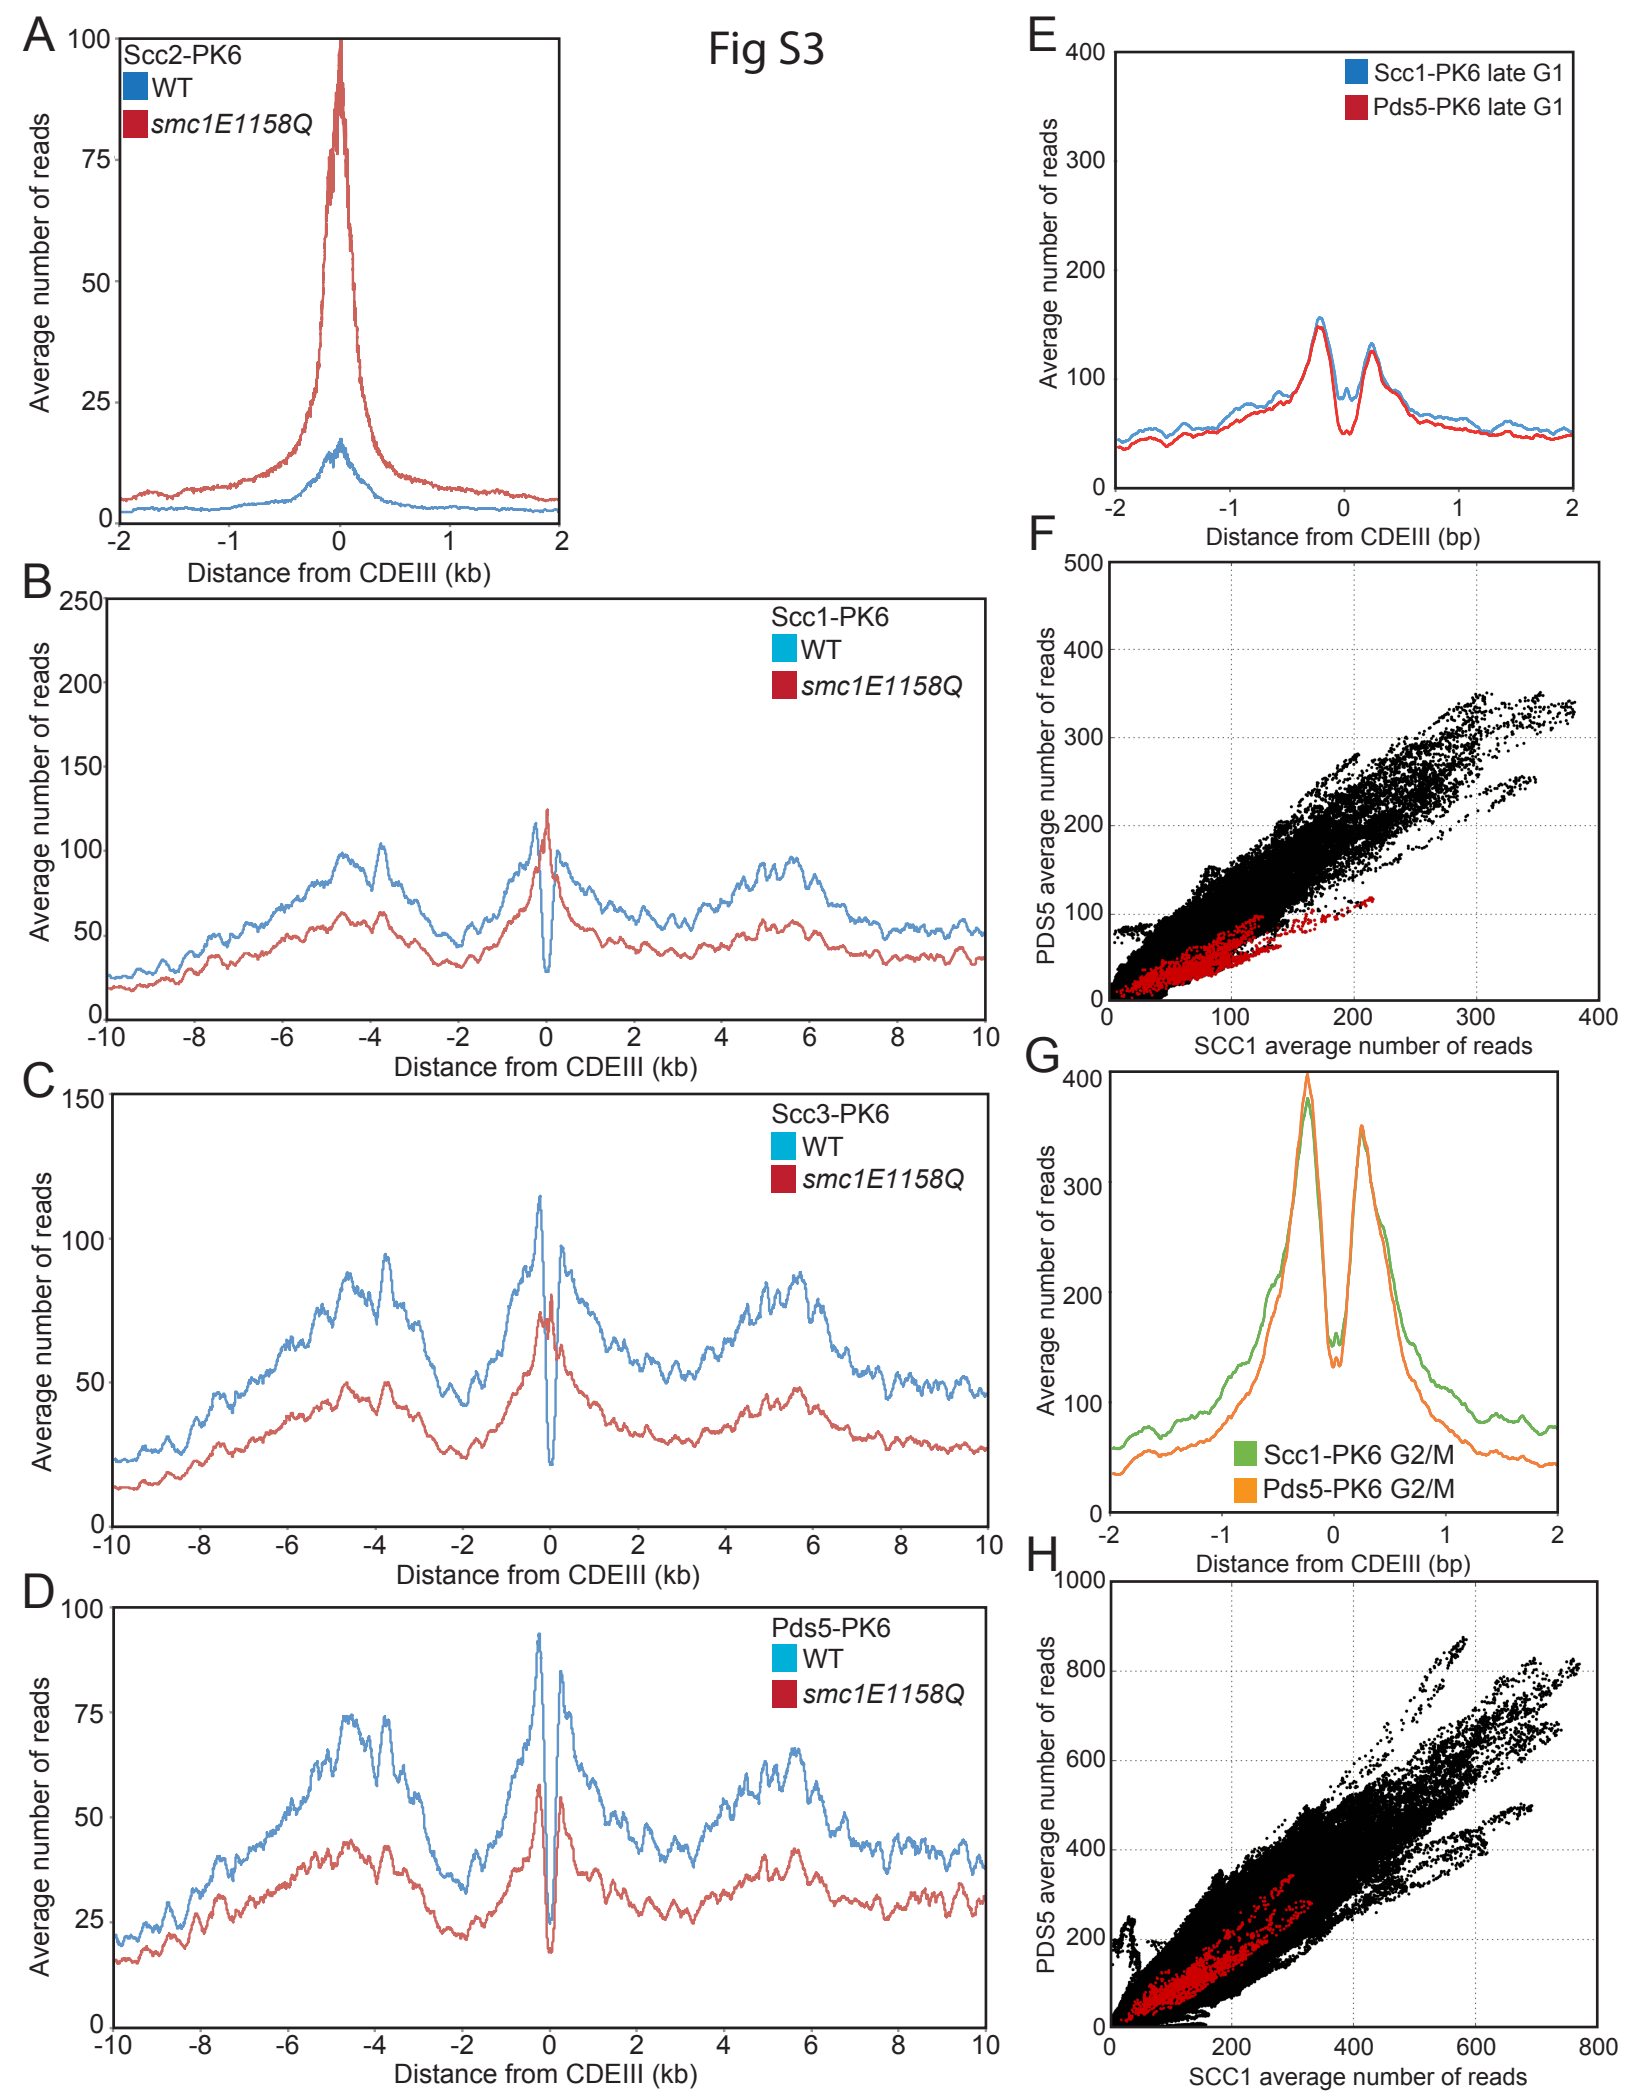 Fig S3
A
Scc2-PK6
WT
smc1E1158Q
100
75
50
25
0
Average number of reads
-2 -1 0 1 2
Distance from CDEIII (kb)
B
Scc1-PK6
WT
smc1E1158Q
250
200
150
100
50
0
Average number of reads
-10 -8 -6 -4 -2 0 2 4 6 8 10
Distance from CDEIII (kb)
C
Scc3-PK6
WT
smc1E1158Q
150
100
50
0
Average number of reads
-10 -8 -6 -4 -2 0 2 4 6 8 10
Distance from CDEIII (kb)
D
Pds5-PK6
WT
smc1E1158Q
100
75
50
25
0
Average number of reads
-10 -8 -6 -4 -2 0 2 4 6 8 10
Distance from CDEIII (kb)
E
Scc1-PK6 late G1
Pds5-PK6 late G1
400
300
200
100
0
Average number of reads
-2 -1 0 1 2
Distance from CDEIII (bp)
F
500
400
300
200
100
0
PDS5 average number of reads
0 100 200 300 400
SCC1 average number of reads
G
400
300
200
100
0
Average number of reads
Scc1-PK6 G2/M
Pds5-PK6 G2/M
-2 -1 0 1 2
Distance from CDEIII (bp)
H
1000
800
600
400
200
0
PDS5 average number of reads
0 200 400 600 800
SCC1 average number of reads